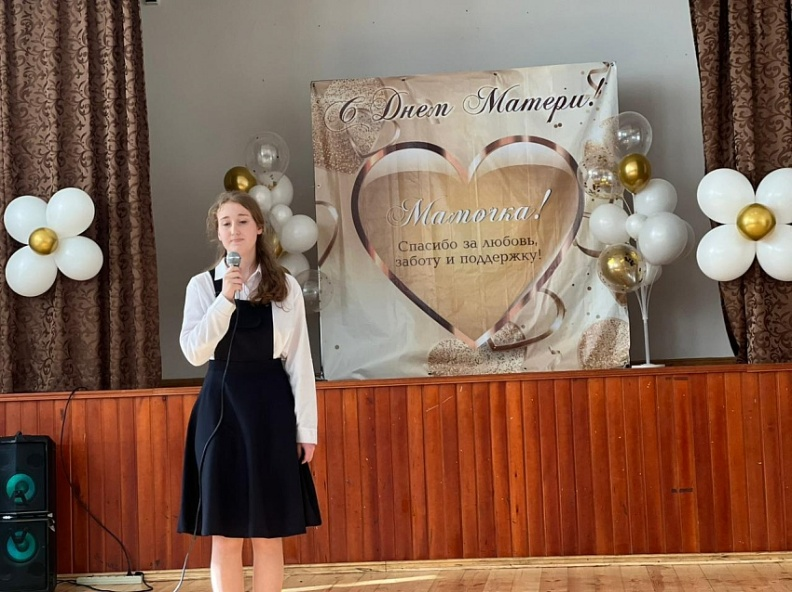 С Днем Матери!
Мамочка!
Спасибо за любовь,
заботу и поддержку!